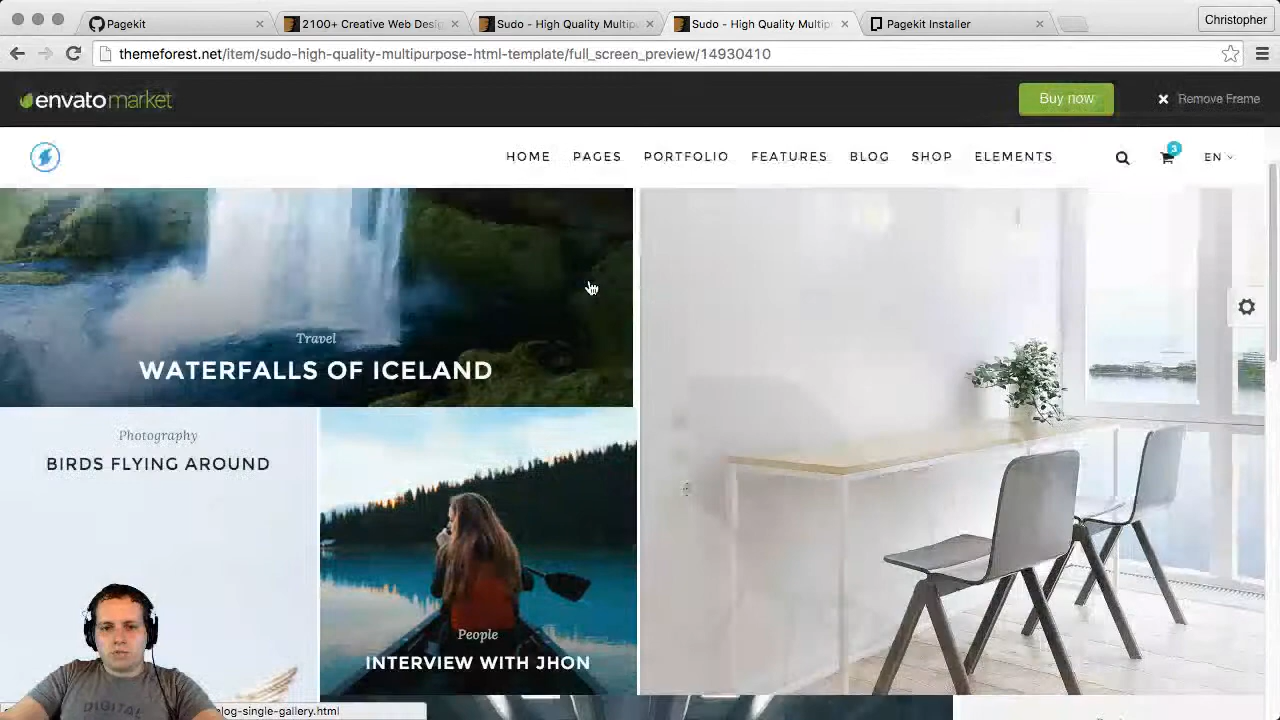 Pagekit
2100+ Creative Web Desig
Sudo - High Quality Multip
Sudo - High Quality Multip
Pagekit Installer
Christopher
themeforest.net/item/sudo-high-quality-multipurpose-html-template/full_screen_preview/14930410
envato market
Buy now
Remove Frame
HOME
PAGES
PORTFOLIO
FEATURES
BLOG
SHOP
ELEMENTS
3
EN
Travel
WATERFALLS OF ICELAND
Photography
BIRDS FLYING AROUND
People
INTERVIEW WITH JHON
DIGITAL
log-single-gallery.html